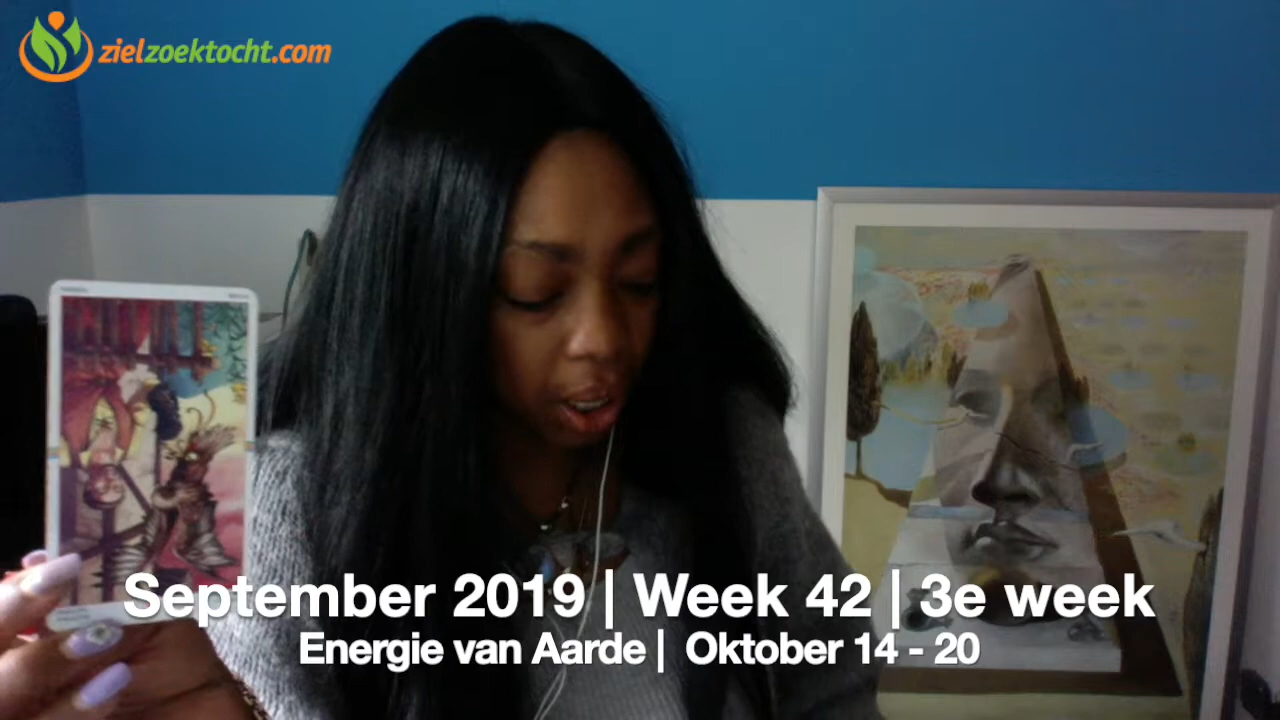 zielzoektocht.com
September 2019 | Week 42 | 3e week
Energie van Aarde | Oktober 14 - 20